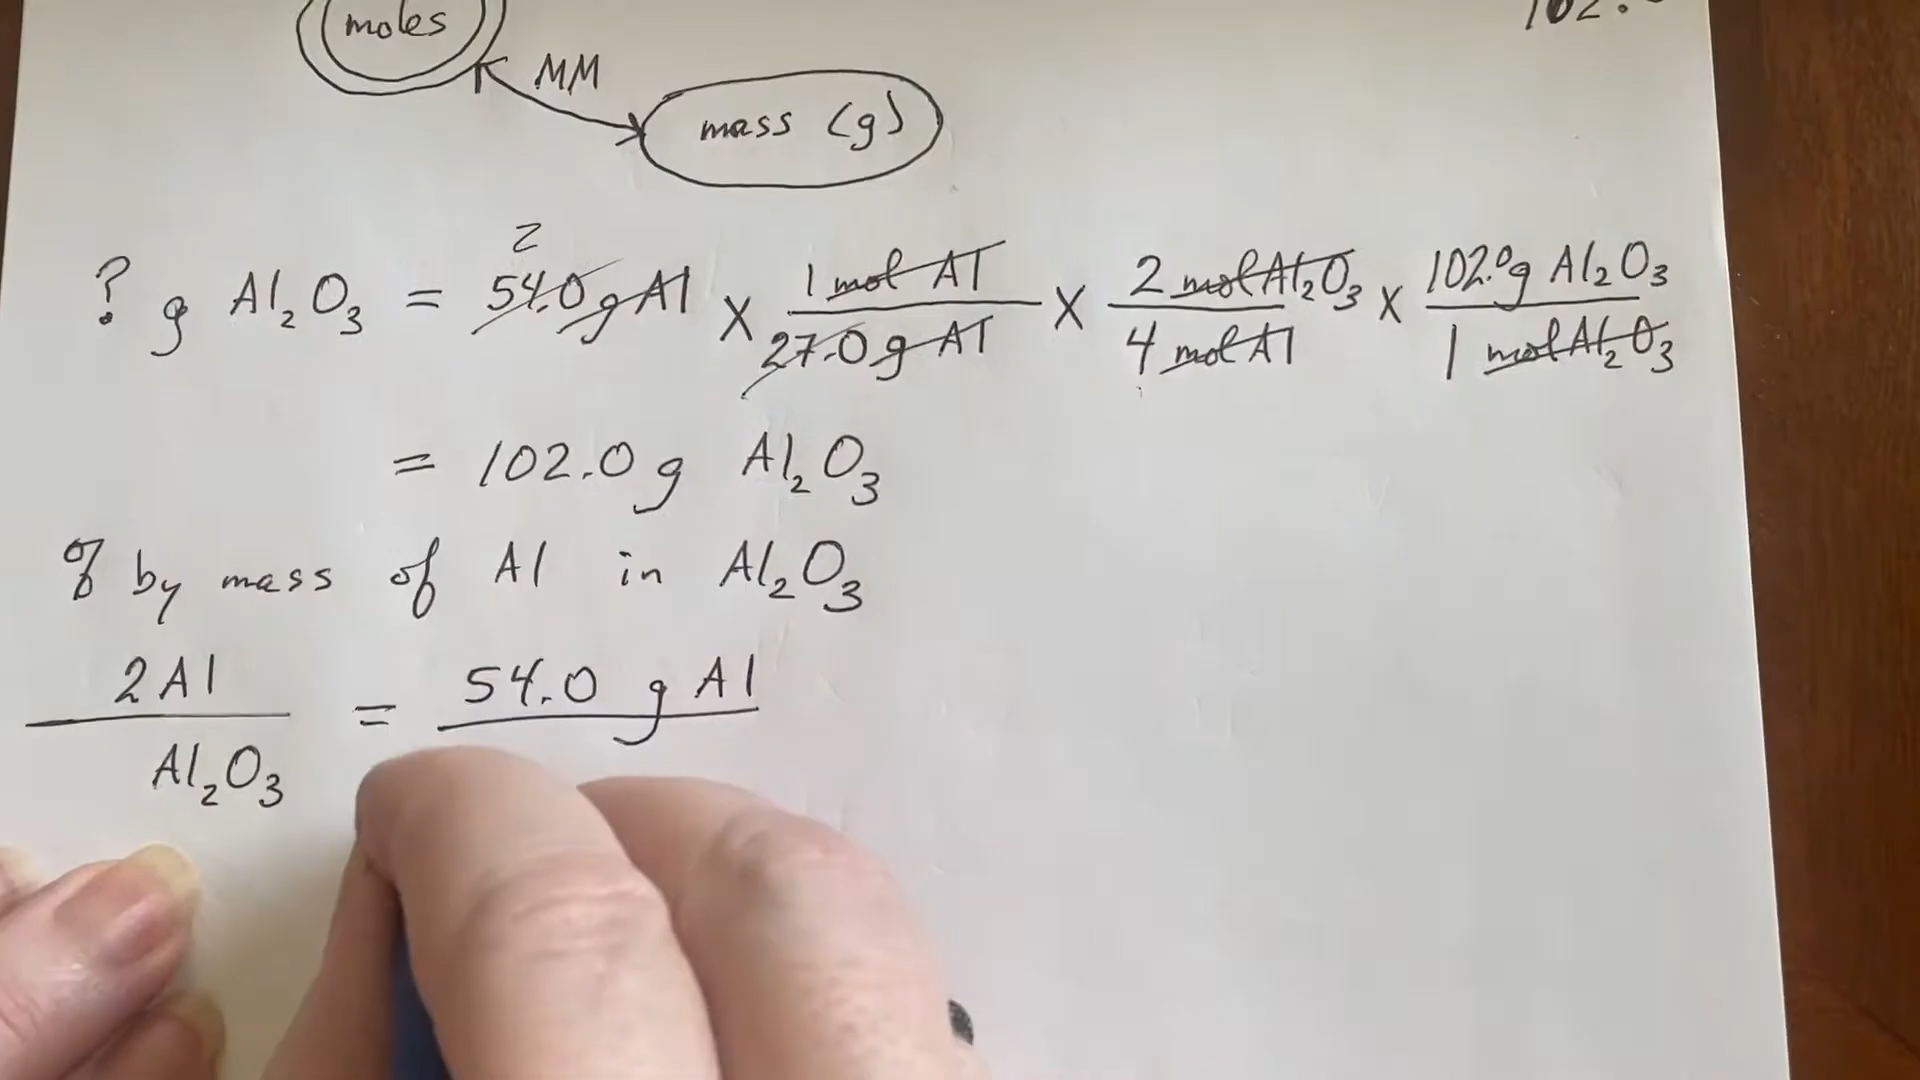 moles
102.
MM
mass (g)
2
? g Al₂O₃ = 54.0 g Al × 1 mol Al / 27.0 g Al × 2 mol Al₂O₃ / 4 mol Al × 102.0g Al₂O₃ / 1 mol Al₂O₃
= 102.0 g Al₂O₃
% by mass of Al in Al₂O₃
2Al / Al₂O₃ = 54.0 g Al